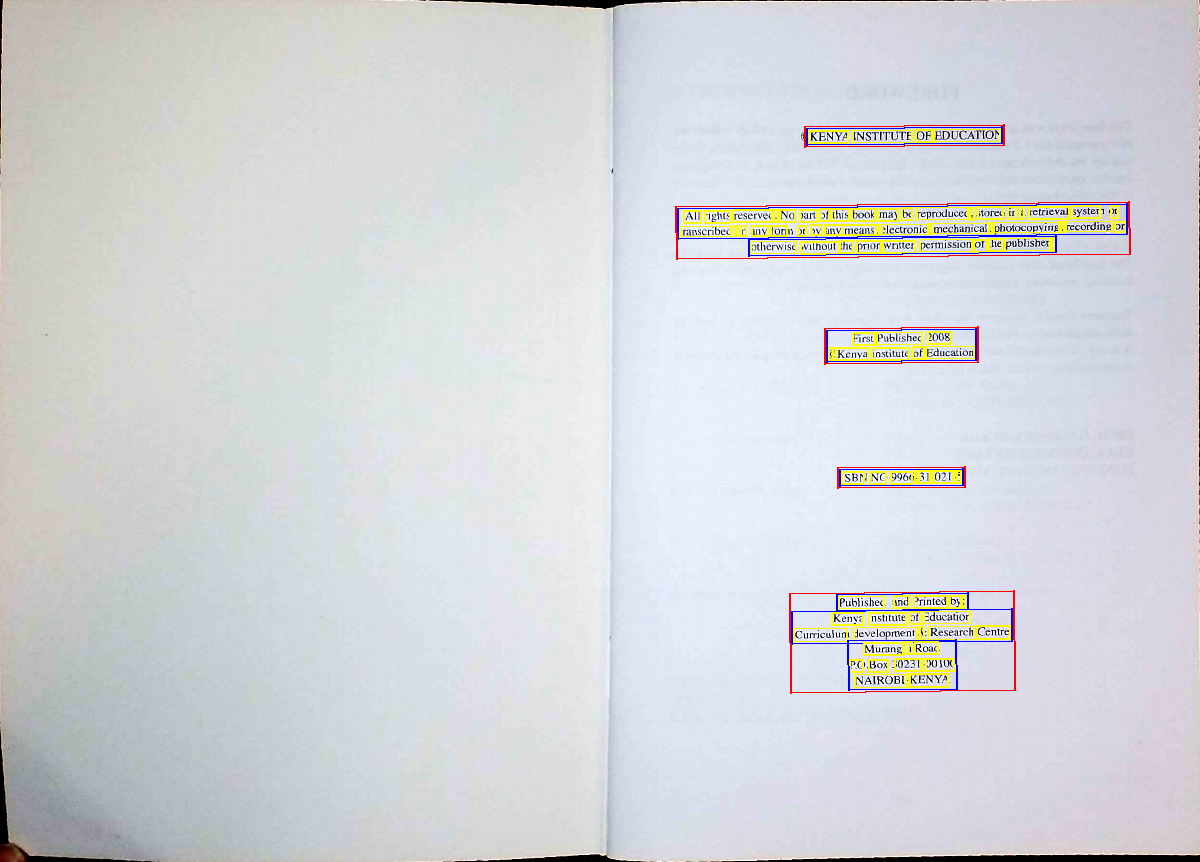 © KENYA INSTITUTE OF EDUCATION
All rights reserved. No part of this book may be reproduced, stored in a retrieval system or
transcribed in any form or by any means, electronic mechanical, photocopying, recording or
otherwise without the prior written permission of the publisher
First Published 2008
© Kenya institute of Education
ISBN NO 9966-31-021-5
Published and Printed by:
Kenya Institute of Education
Curriculum development & Research Centre
Murang'a Road
P.O.Box 30231-00100
NAIROBI-KENYA.